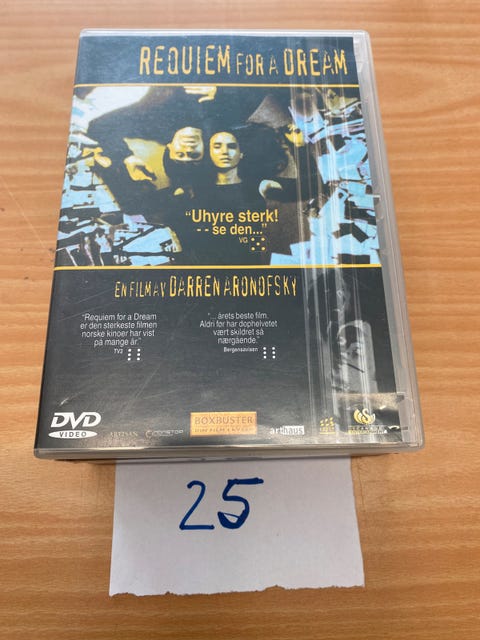 REQUIEM FOR A DREAM
“Uhyre sterk!
-- se den...”
VG
EN FILM AV DARREN ARONOFSKY
“Requiem for a Dream
er den sterkeste filmen
norske kinoer har vist
på mange år.”
TV2
“... årets beste film.
Aldri før har dophelvetet
vært skildret så
nærgående.”
Bergensavisen
DVD
VIDEO
ARTISAN
BOXBUSTER
arthaus
25